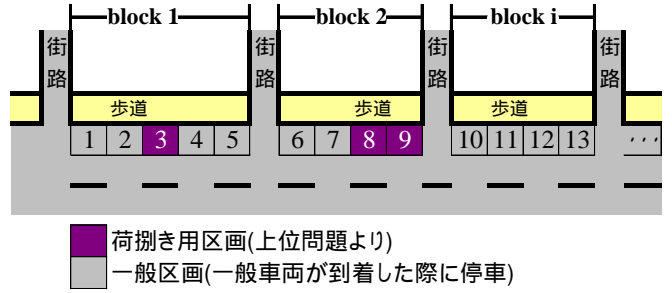 block 1 block 2 block i
街路 街路 街路 街路
歩道 歩道 歩道
1 2 3 4 5 6 7 8 9 10 11 12 13 ・・・
荷捌き用区画(上位問題より)
一般区画(一般車両が到着した際に停車)